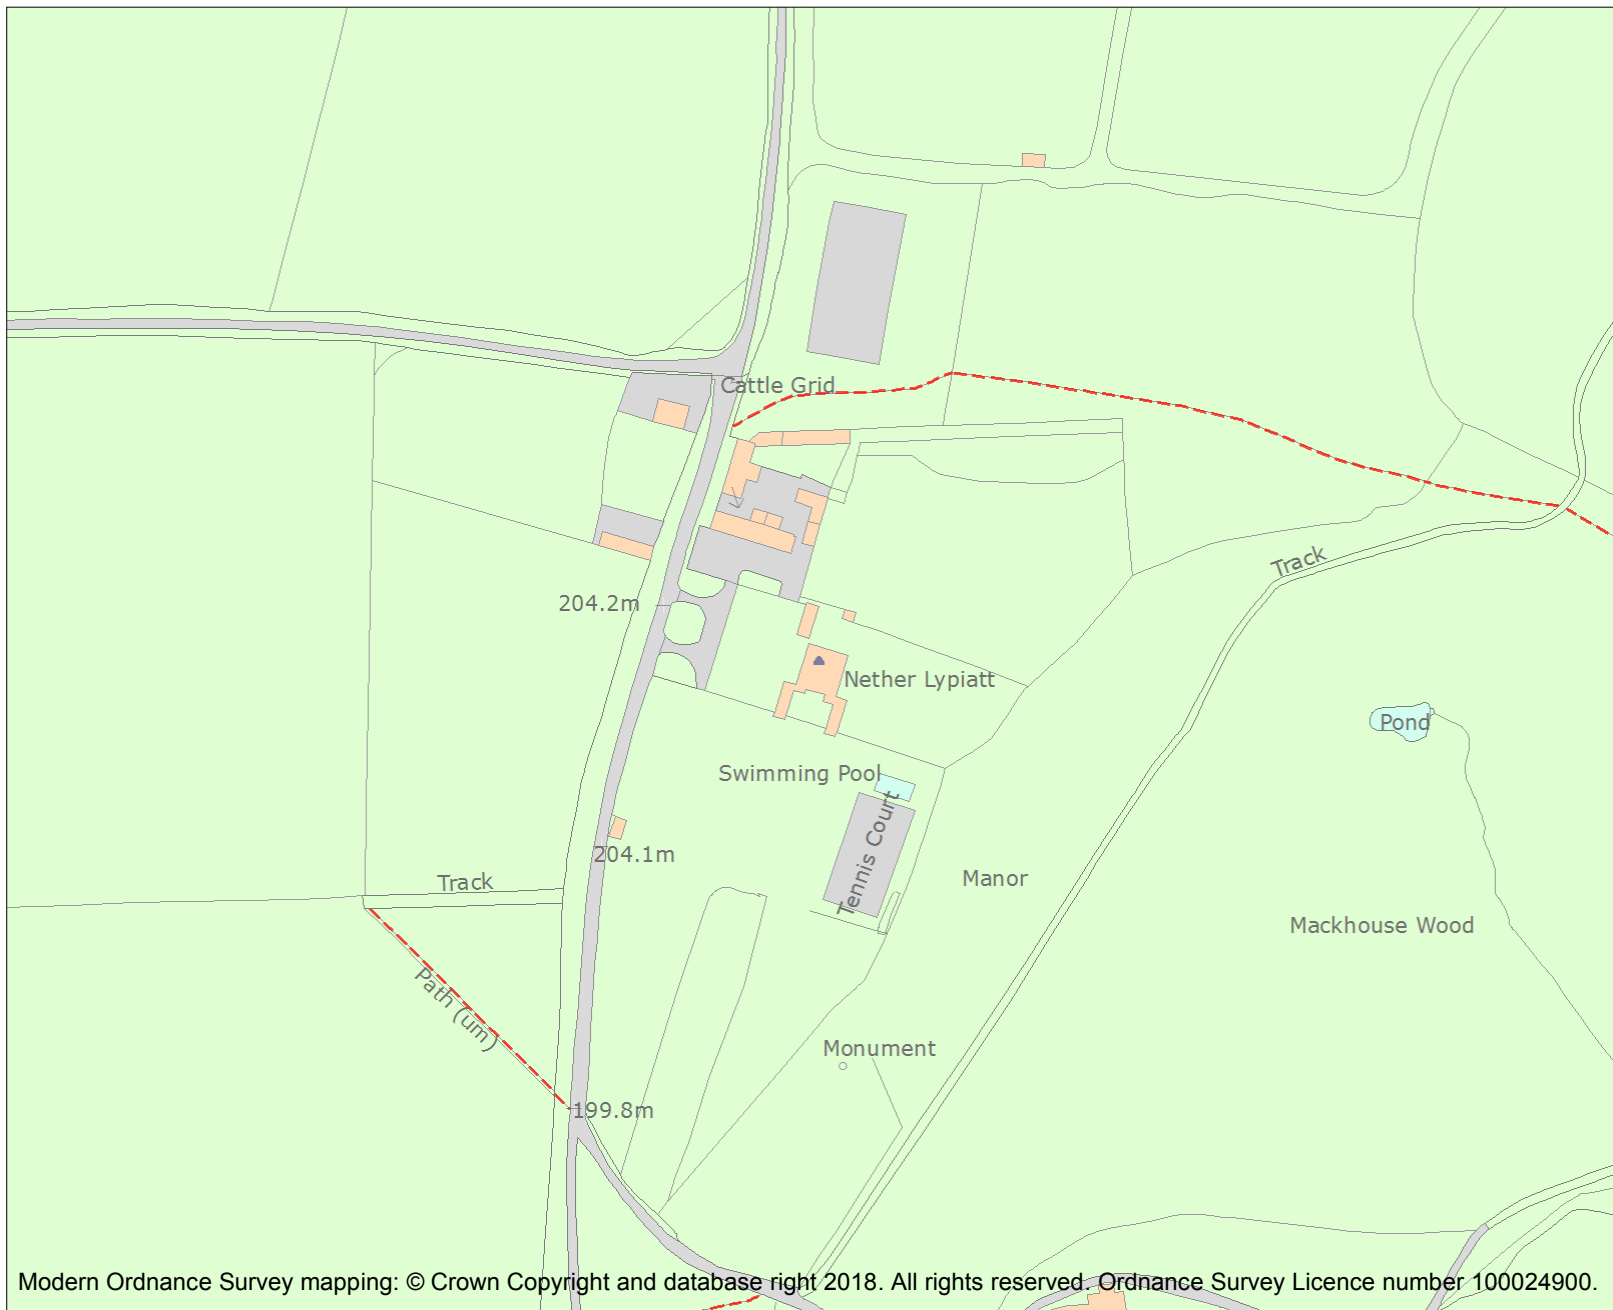 Cattle Grid
Track
204.2m
Nether Lypiatt
Pond
Swimming Pool
Tennis Court
204.1m
Manor
Track
Mackhouse Wood
Path (um)
Monument
199.8m
Modern Ordnance Survey mapping: © Crown Copyright and database right 2018. All rights reserved. Ordnance Survey Licence number 100024900.